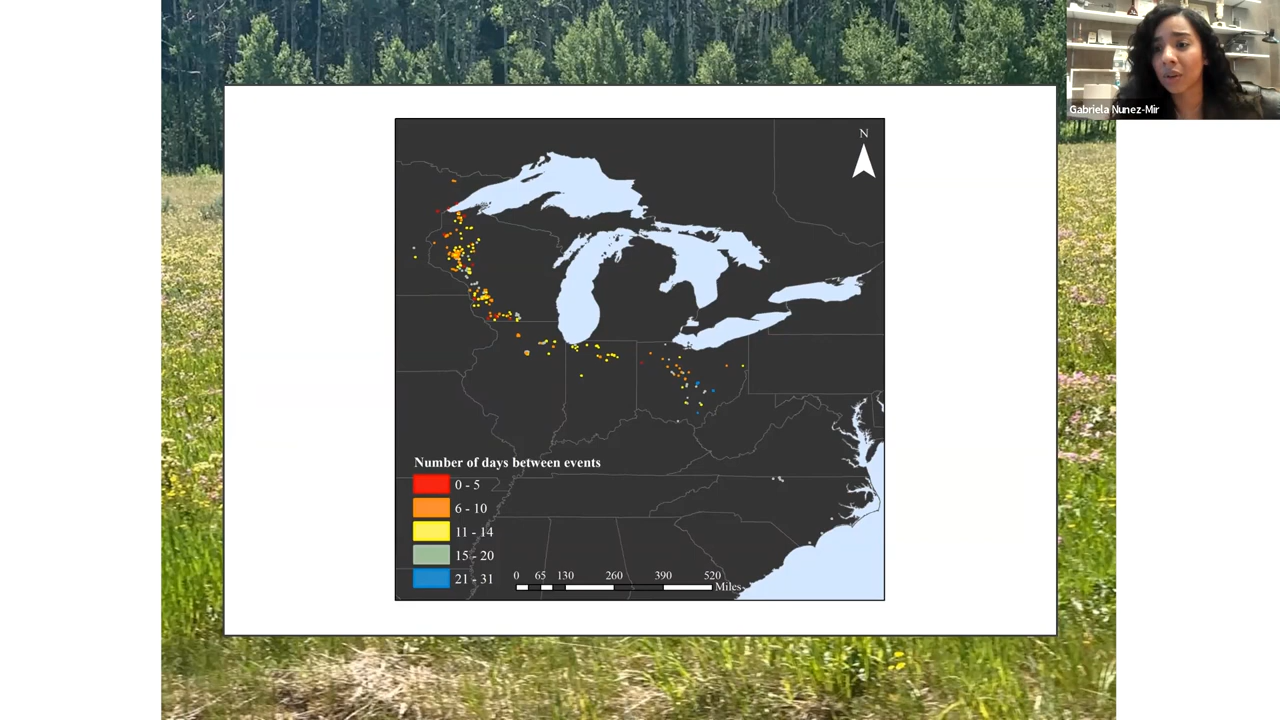 Gabriela Nunez-Mir
N
Number of days between events
0 - 5
6 - 10
11 - 14
15 - 20
21 - 31
0 65 130 260 390 520
Miles